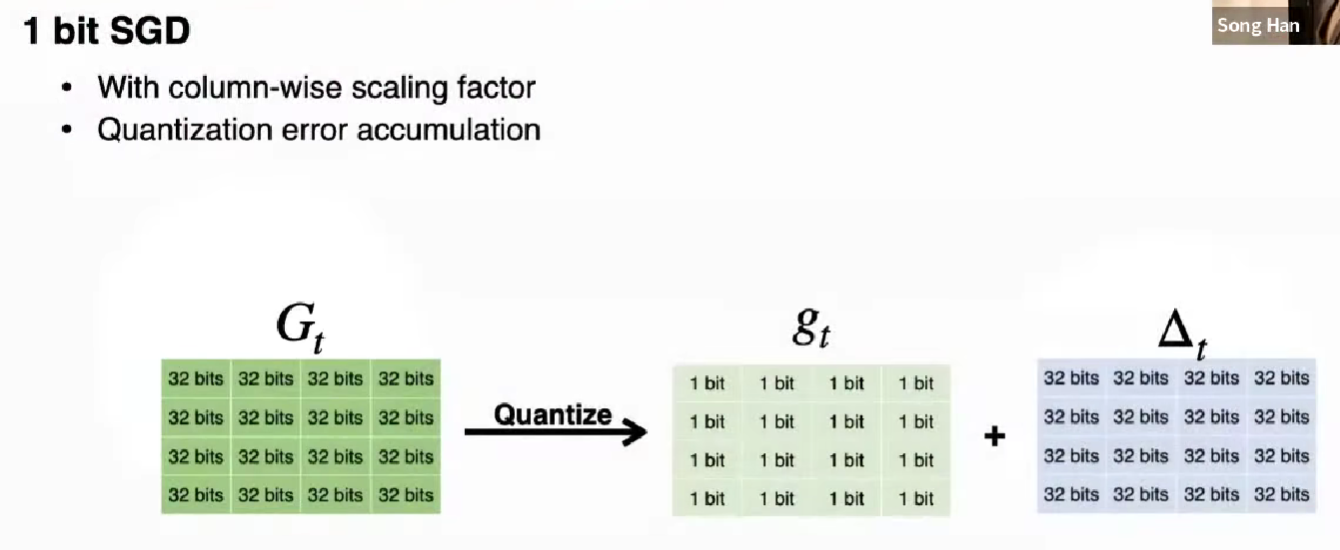 1 bit SGD
Song Han
• With column-wise scaling factor
• Quantization error accumulation
G_t
g_t
Δ_t
32 bits 32 bits 32 bits 32 bits
32 bits 32 bits 32 bits 32 bits
32 bits 32 bits 32 bits 32 bits
32 bits 32 bits 32 bits 32 bits
Quantize
1 bit 1 bit 1 bit 1 bit
1 bit 1 bit 1 bit 1 bit
1 bit 1 bit 1 bit 1 bit
1 bit 1 bit 1 bit 1 bit
+
32 bits 32 bits 32 bits 32 bits
32 bits 32 bits 32 bits 32 bits
32 bits 32 bits 32 bits 32 bits
32 bits 32 bits 32 bits 32 bits